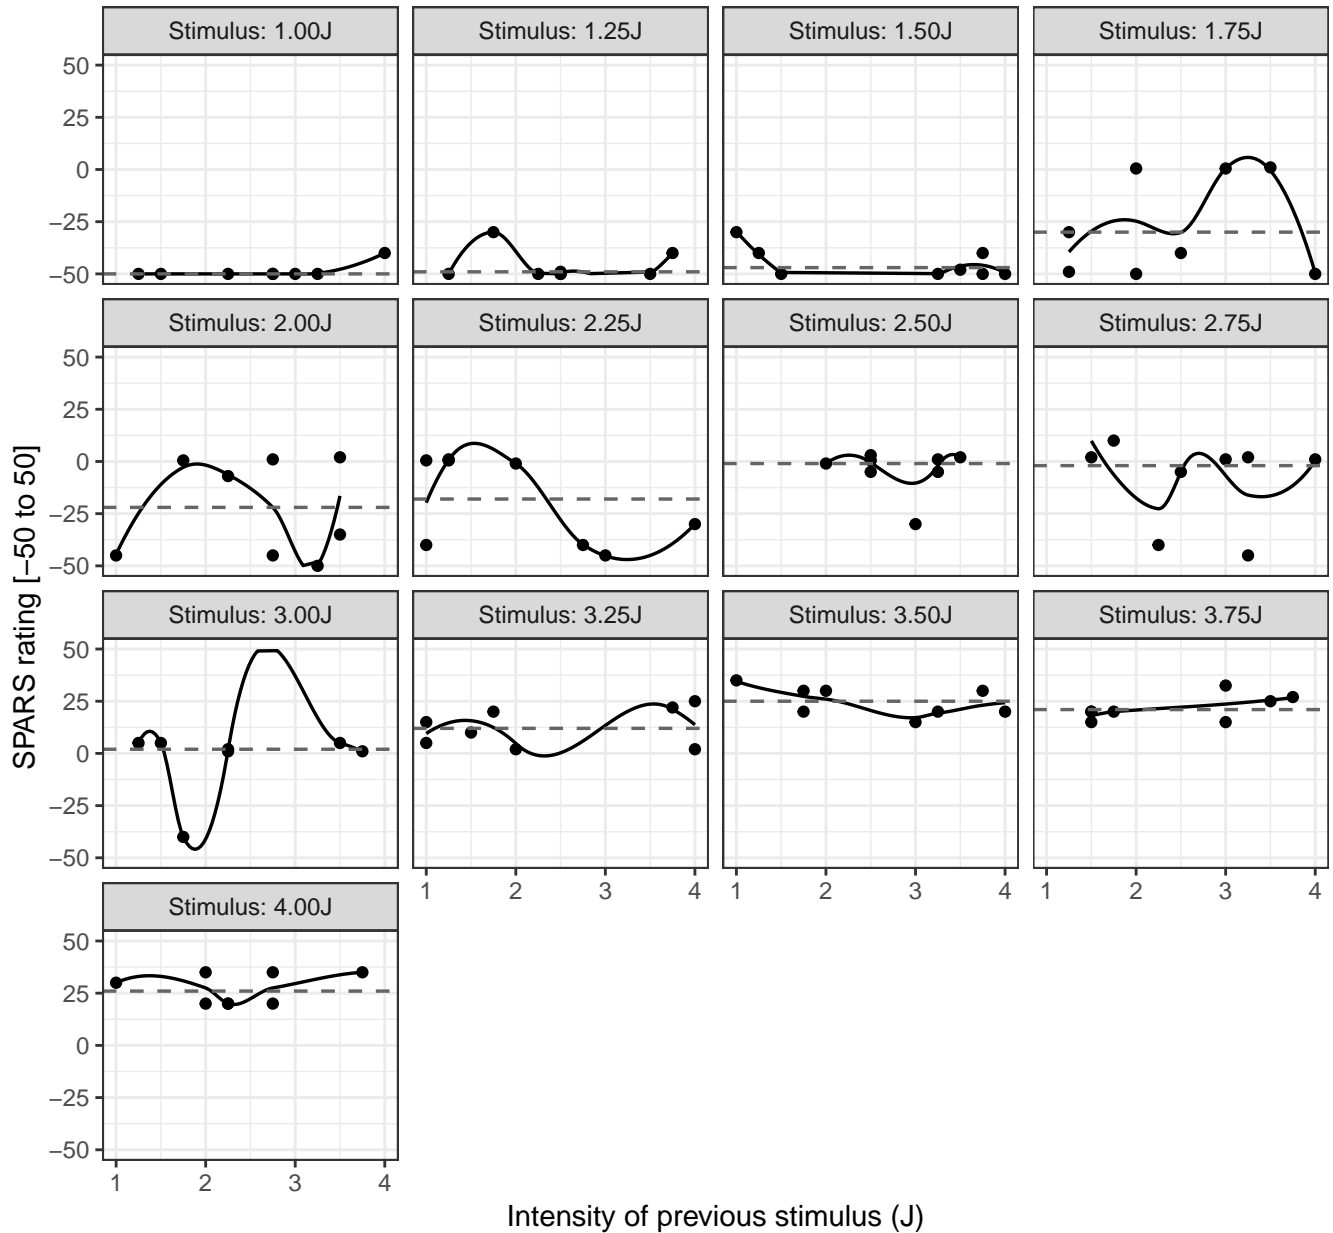 Stimulus: 1.00J
Stimulus: 1.25J
Stimulus: 1.50J
Stimulus: 1.75J
50
25
0
−25
−50
Stimulus: 2.00J
Stimulus: 2.25J
Stimulus: 2.50J
Stimulus: 2.75J
50
25
0
−25
−50
SPARS rating [−50 to 50]
Stimulus: 3.00J
Stimulus: 3.25J
Stimulus: 3.50J
Stimulus: 3.75J
50
25
0
−25
−50
1 2 3 4
1 2 3 4
1 2 3 4
Stimulus: 4.00J
50
25
0
−25
−50
1 2 3 4
Intensity of previous stimulus (J)